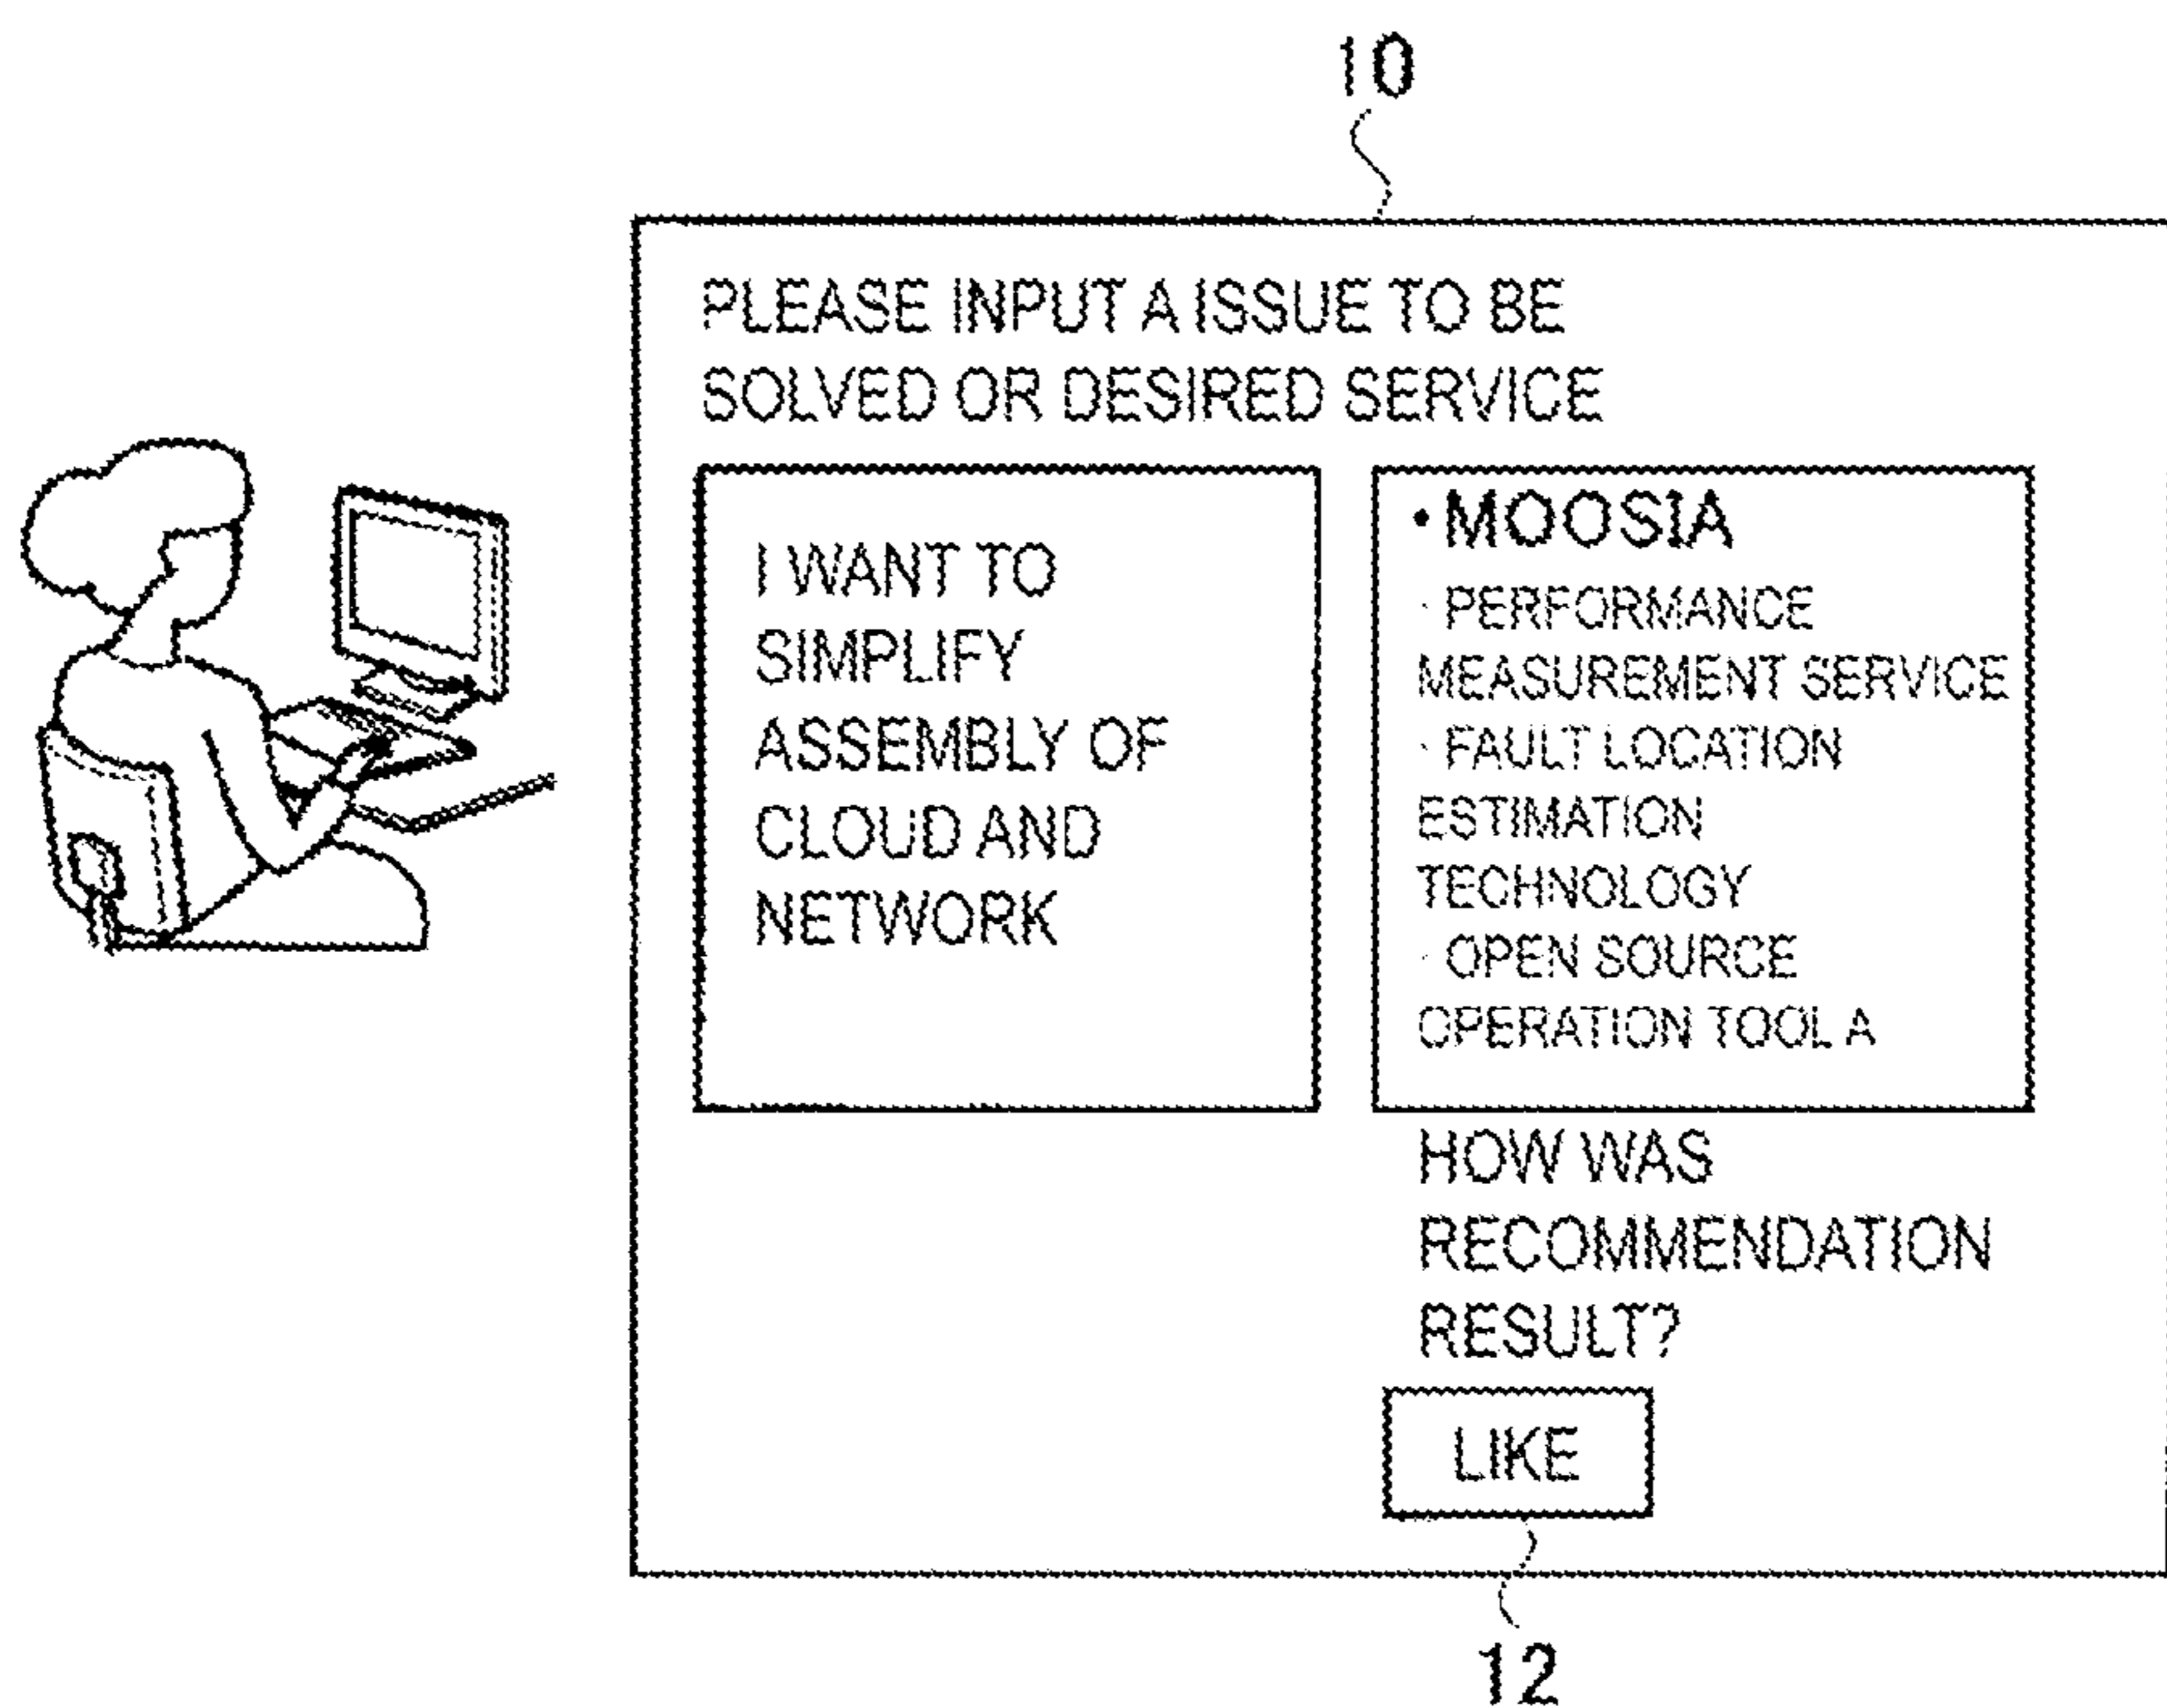 10
PLEASE INPUT A ISSUE TO BE
SOLVED OR DESIRED SERVICE
I WANT TO
SIMPLIFY
ASSEMBLY OF
CLOUD AND
NETWORK
• MOOSIA
· PERFORMANCE
MEASUREMENT SERVICE
· FAULT LOCATION
ESTIMATION
TECHNOLOGY
· OPEN SOURCE
OPERATION TOOL A
HOW WAS
RECOMMENDATION
RESULT?
LIKE
12